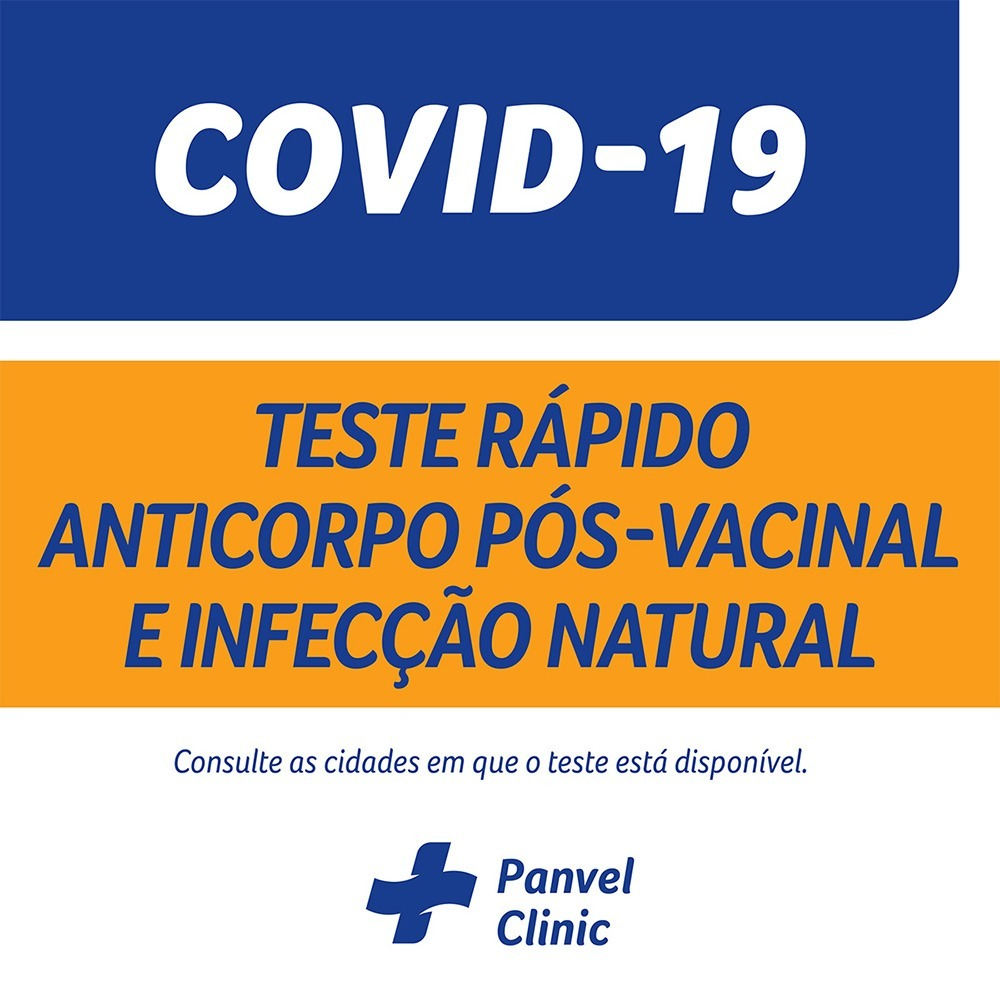 COVID-19
TESTE RÁPIDO
ANTICORPO PÓS-VACINAL
E INFECÇÃO NATURAL
Consulte as cidades em que o teste está disponível.
Panvel
Clinic